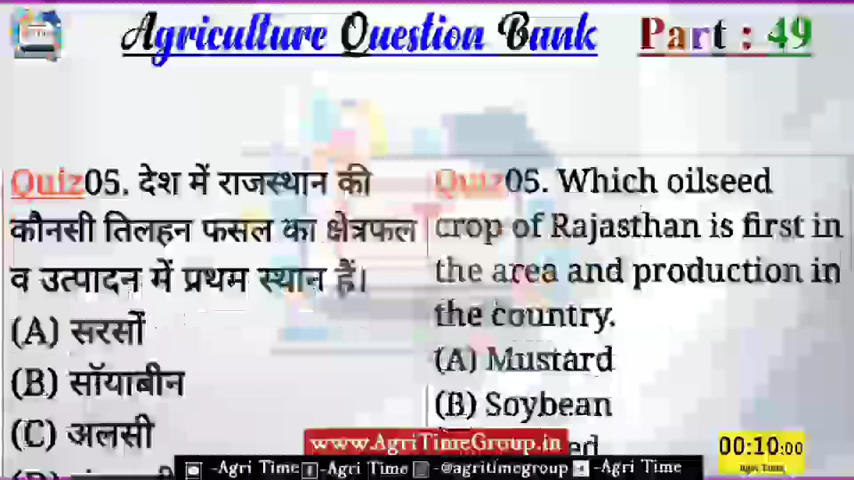 Agriculture Question Bank Part : 49
Quiz05. देश में राजस्थान की
कौनसी तिलहन फसल का क्षेत्रफल
व उत्पादन में प्रथम स्थान हैं।
(A) सरसों
(B) सॉयाबीन
(C) अलसी
Quiz05. Which oilseed
crop of Rajasthan is first in
the area and production in
the country.
(A) Mustard
(B) Soybean
www.AgriTimeGroup.in
00:10:00
Agri Time
-Agri Time -Agri Time -@agritimegroup -Agri Time